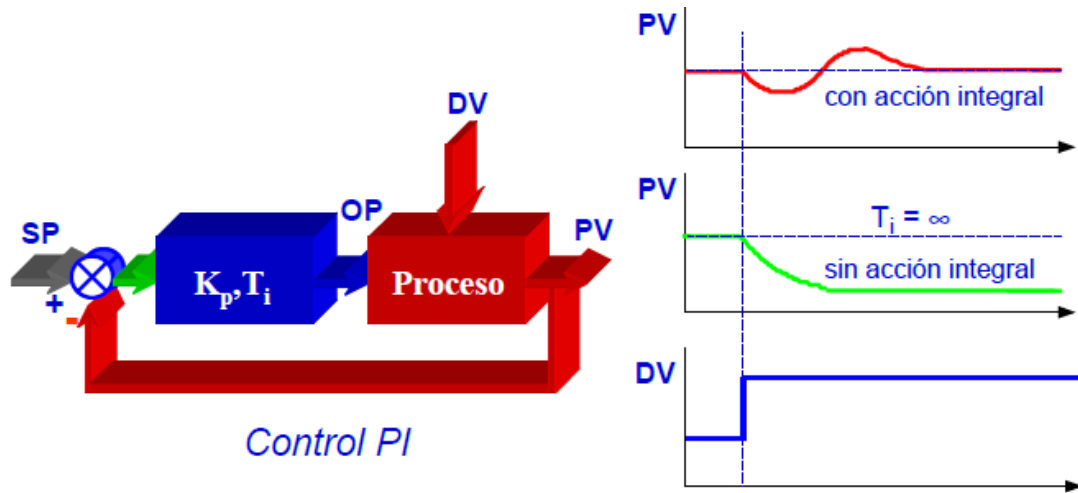 DV
SP
OP
PV
+
-
Kp,Ti
Proceso
Control PI
PV
con acción integral
PV
Ti = ∞
sin acción integral
DV